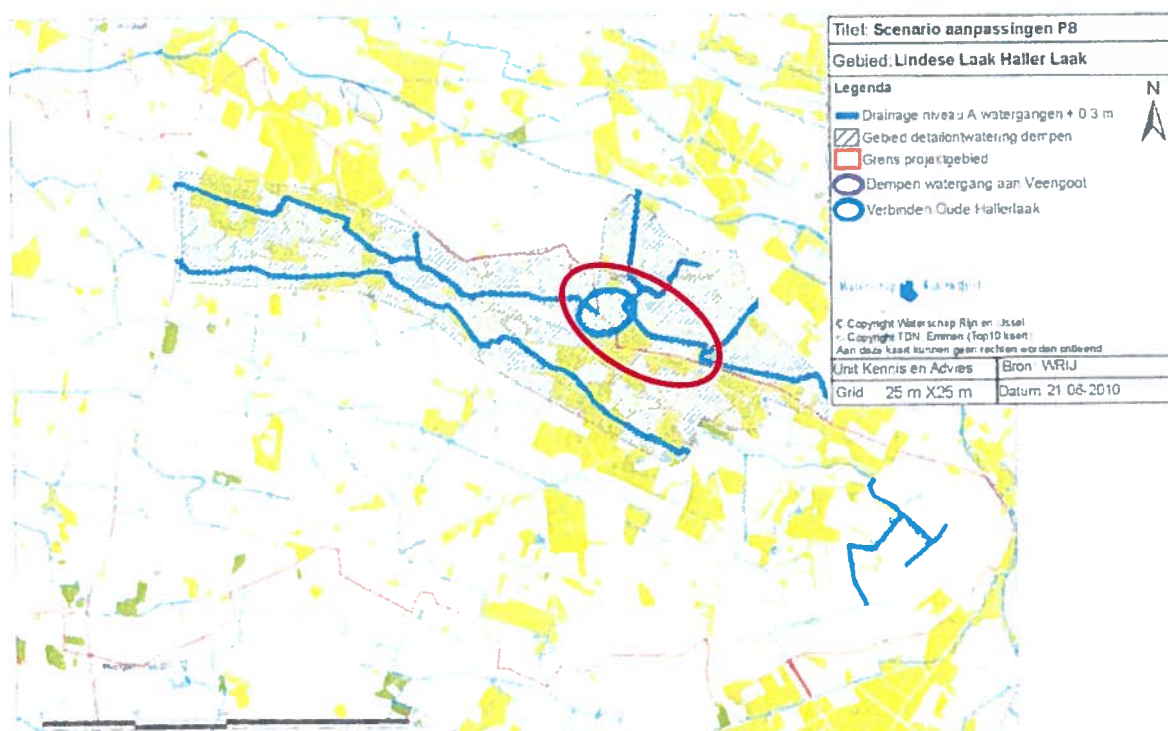 Titel: Scenario aanpassingen P8
Gebied: Lindese Laak Haller Laak
Legenda
N
Drainage niveau A watergangen + 0.3 m
Gebied detailontwatering dempen
Grens projektgebied
Dempen watergang aan Veengoot
Verbinden Oude Hallerlaak
© Copyright Waterschap Rijn en IJssel
© Copyright TDN Emmen (Top10 kaart)
Aan deze kaart kunnen geen rechten worden ontleend
Unit Kennis en Advies
Bron: WRIJ
Grid 25 m X25 m
Datum 21-06-2010